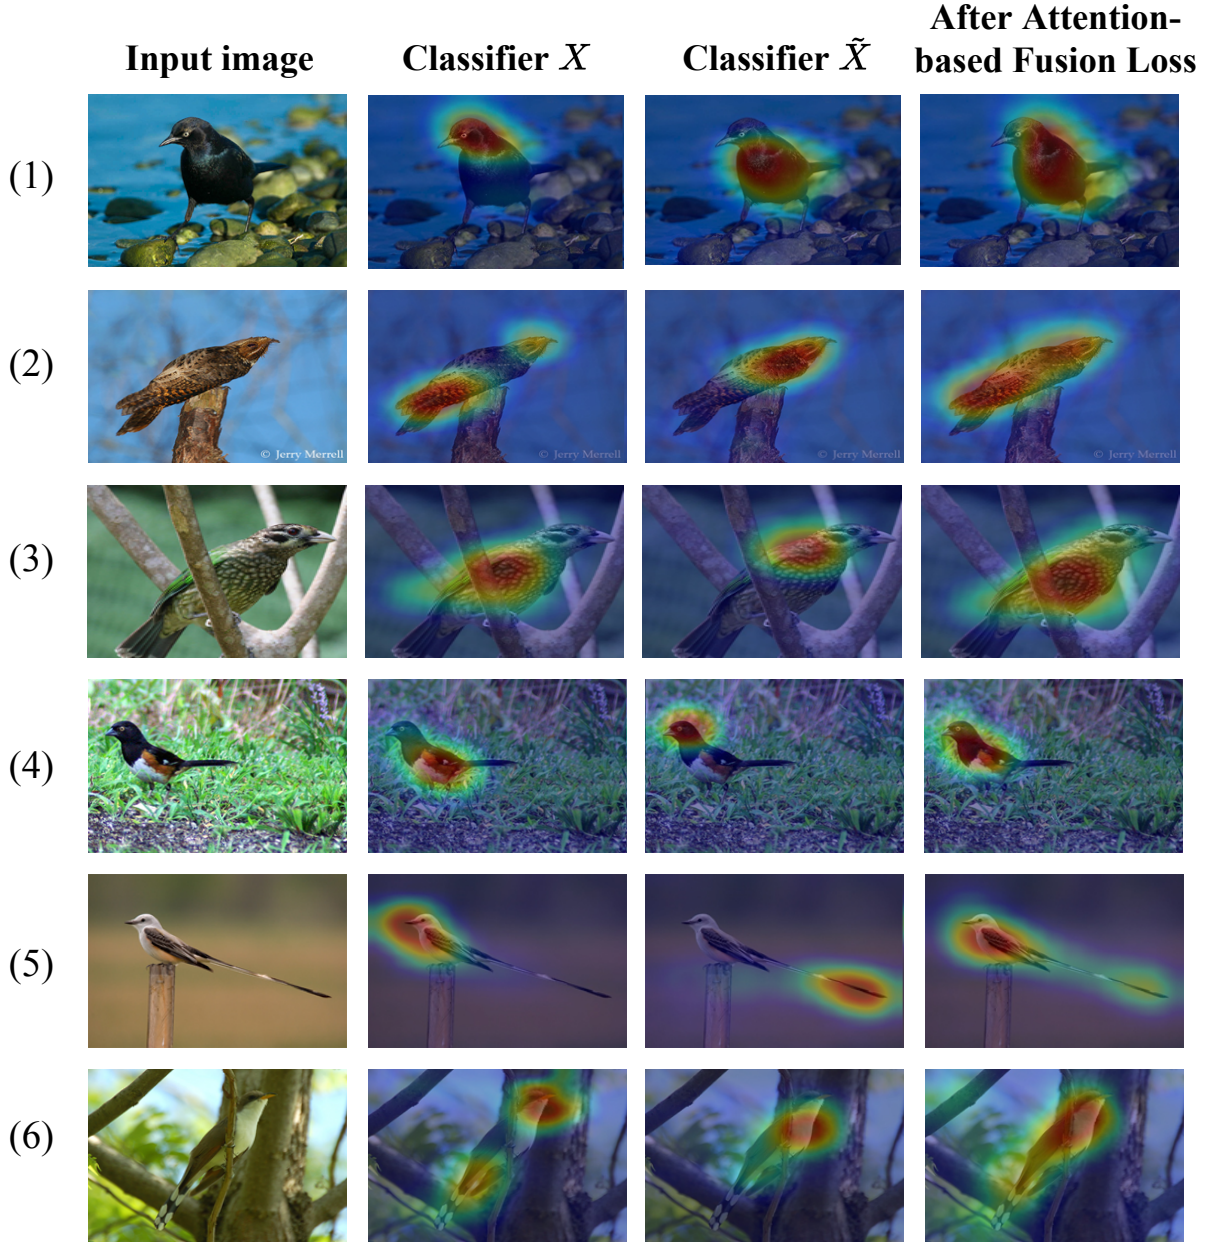 Input image
Classifier X
Classifier X̃
After Attention-
based Fusion Loss
(1)
(2)
© Jerry Merrell
© Jerry Merrell
© Jerry Merrell
© Jerry Merrell
(3)
(4)
(5)
(6)